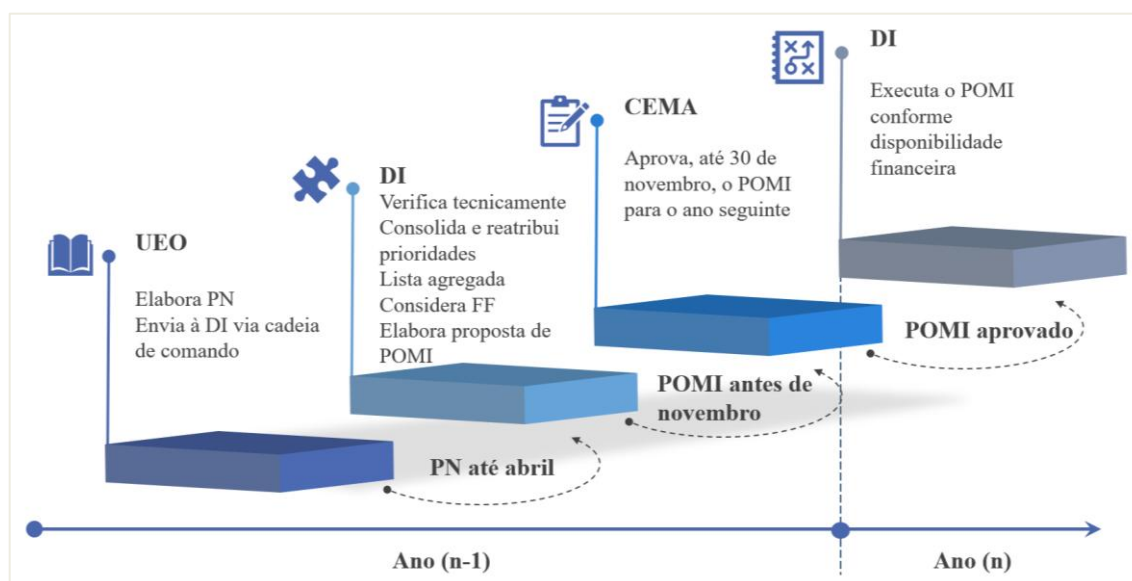 UEO
Elabora PN
Envia à DI via cadeia
de comando
DI
Verifica tecnicamente
Consolida e reatribui
prioridades
Lista agregada
Considera FF
Elabora proposta de
POMI
CEMA
Aprova, até 30 de
novembro, o POMI
para o ano seguinte
DI
Executa o POMI
conforme
disponibilidade
financeira
PN até abril
POMI antes de
novembro
POMI aprovado
Ano (n-1)
Ano (n)